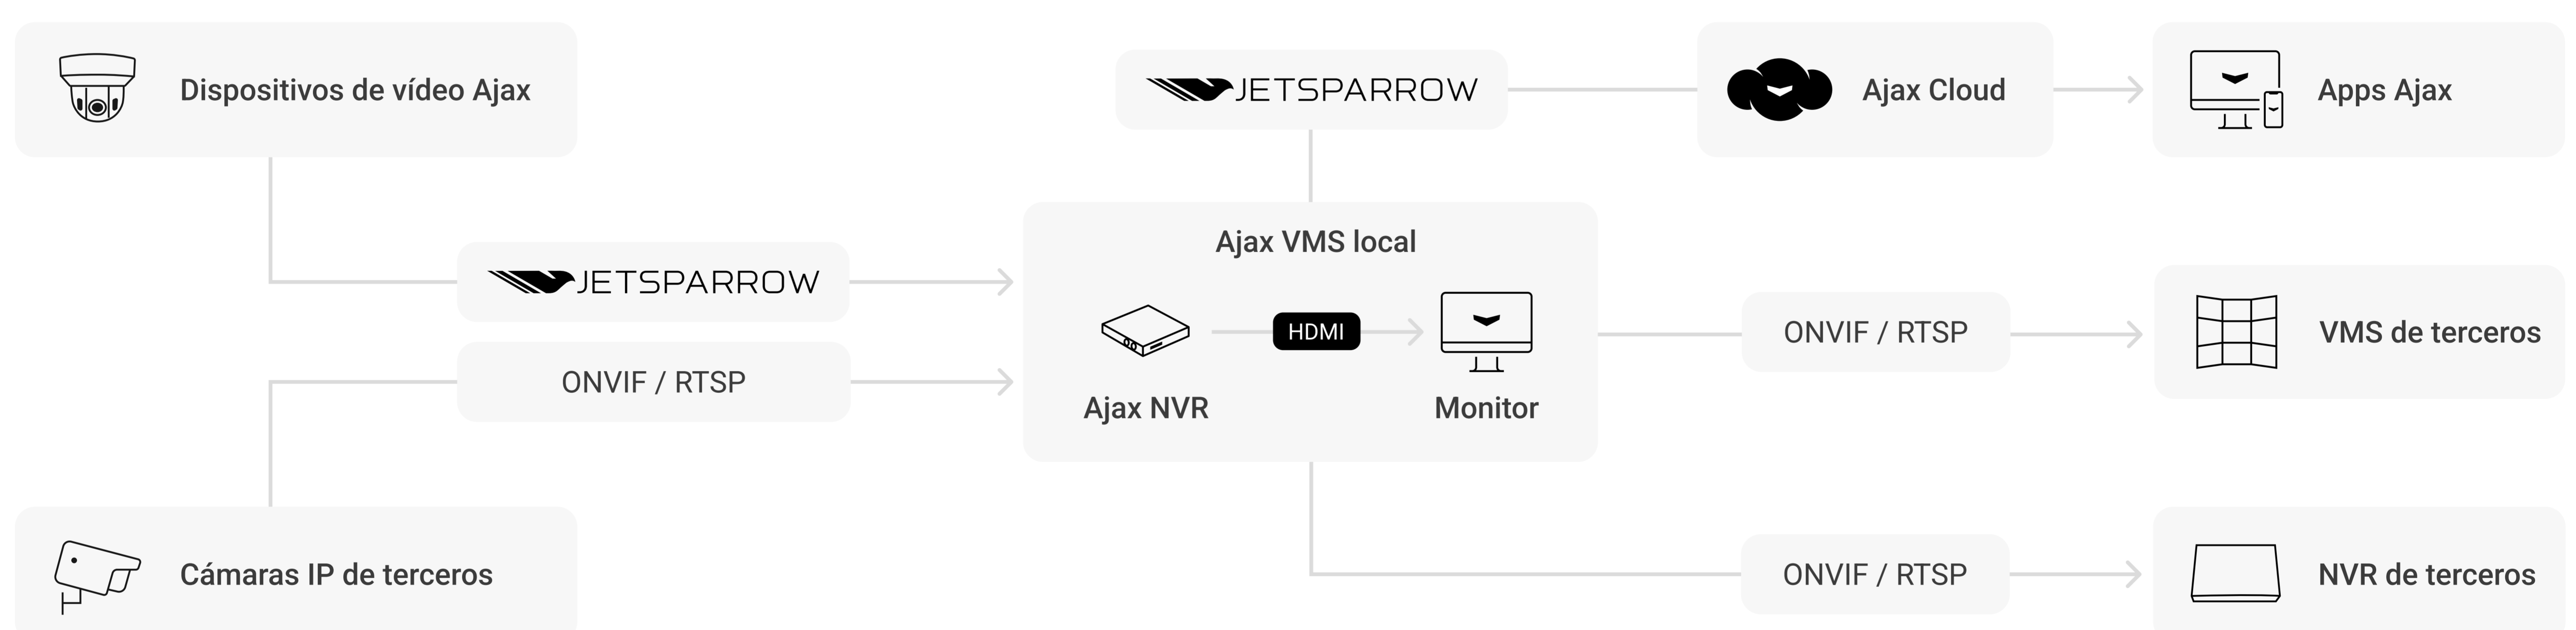 Dispositivos de vídeo Ajax
JETSPARROW
Ajax Cloud
Apps Ajax
JETSPARROW
ONVIF / RTSP
Ajax VMS local
HDMI
Ajax NVR
Monitor
ONVIF / RTSP
VMS de terceros
Cámaras IP de terceros
ONVIF / RTSP
NVR de terceros